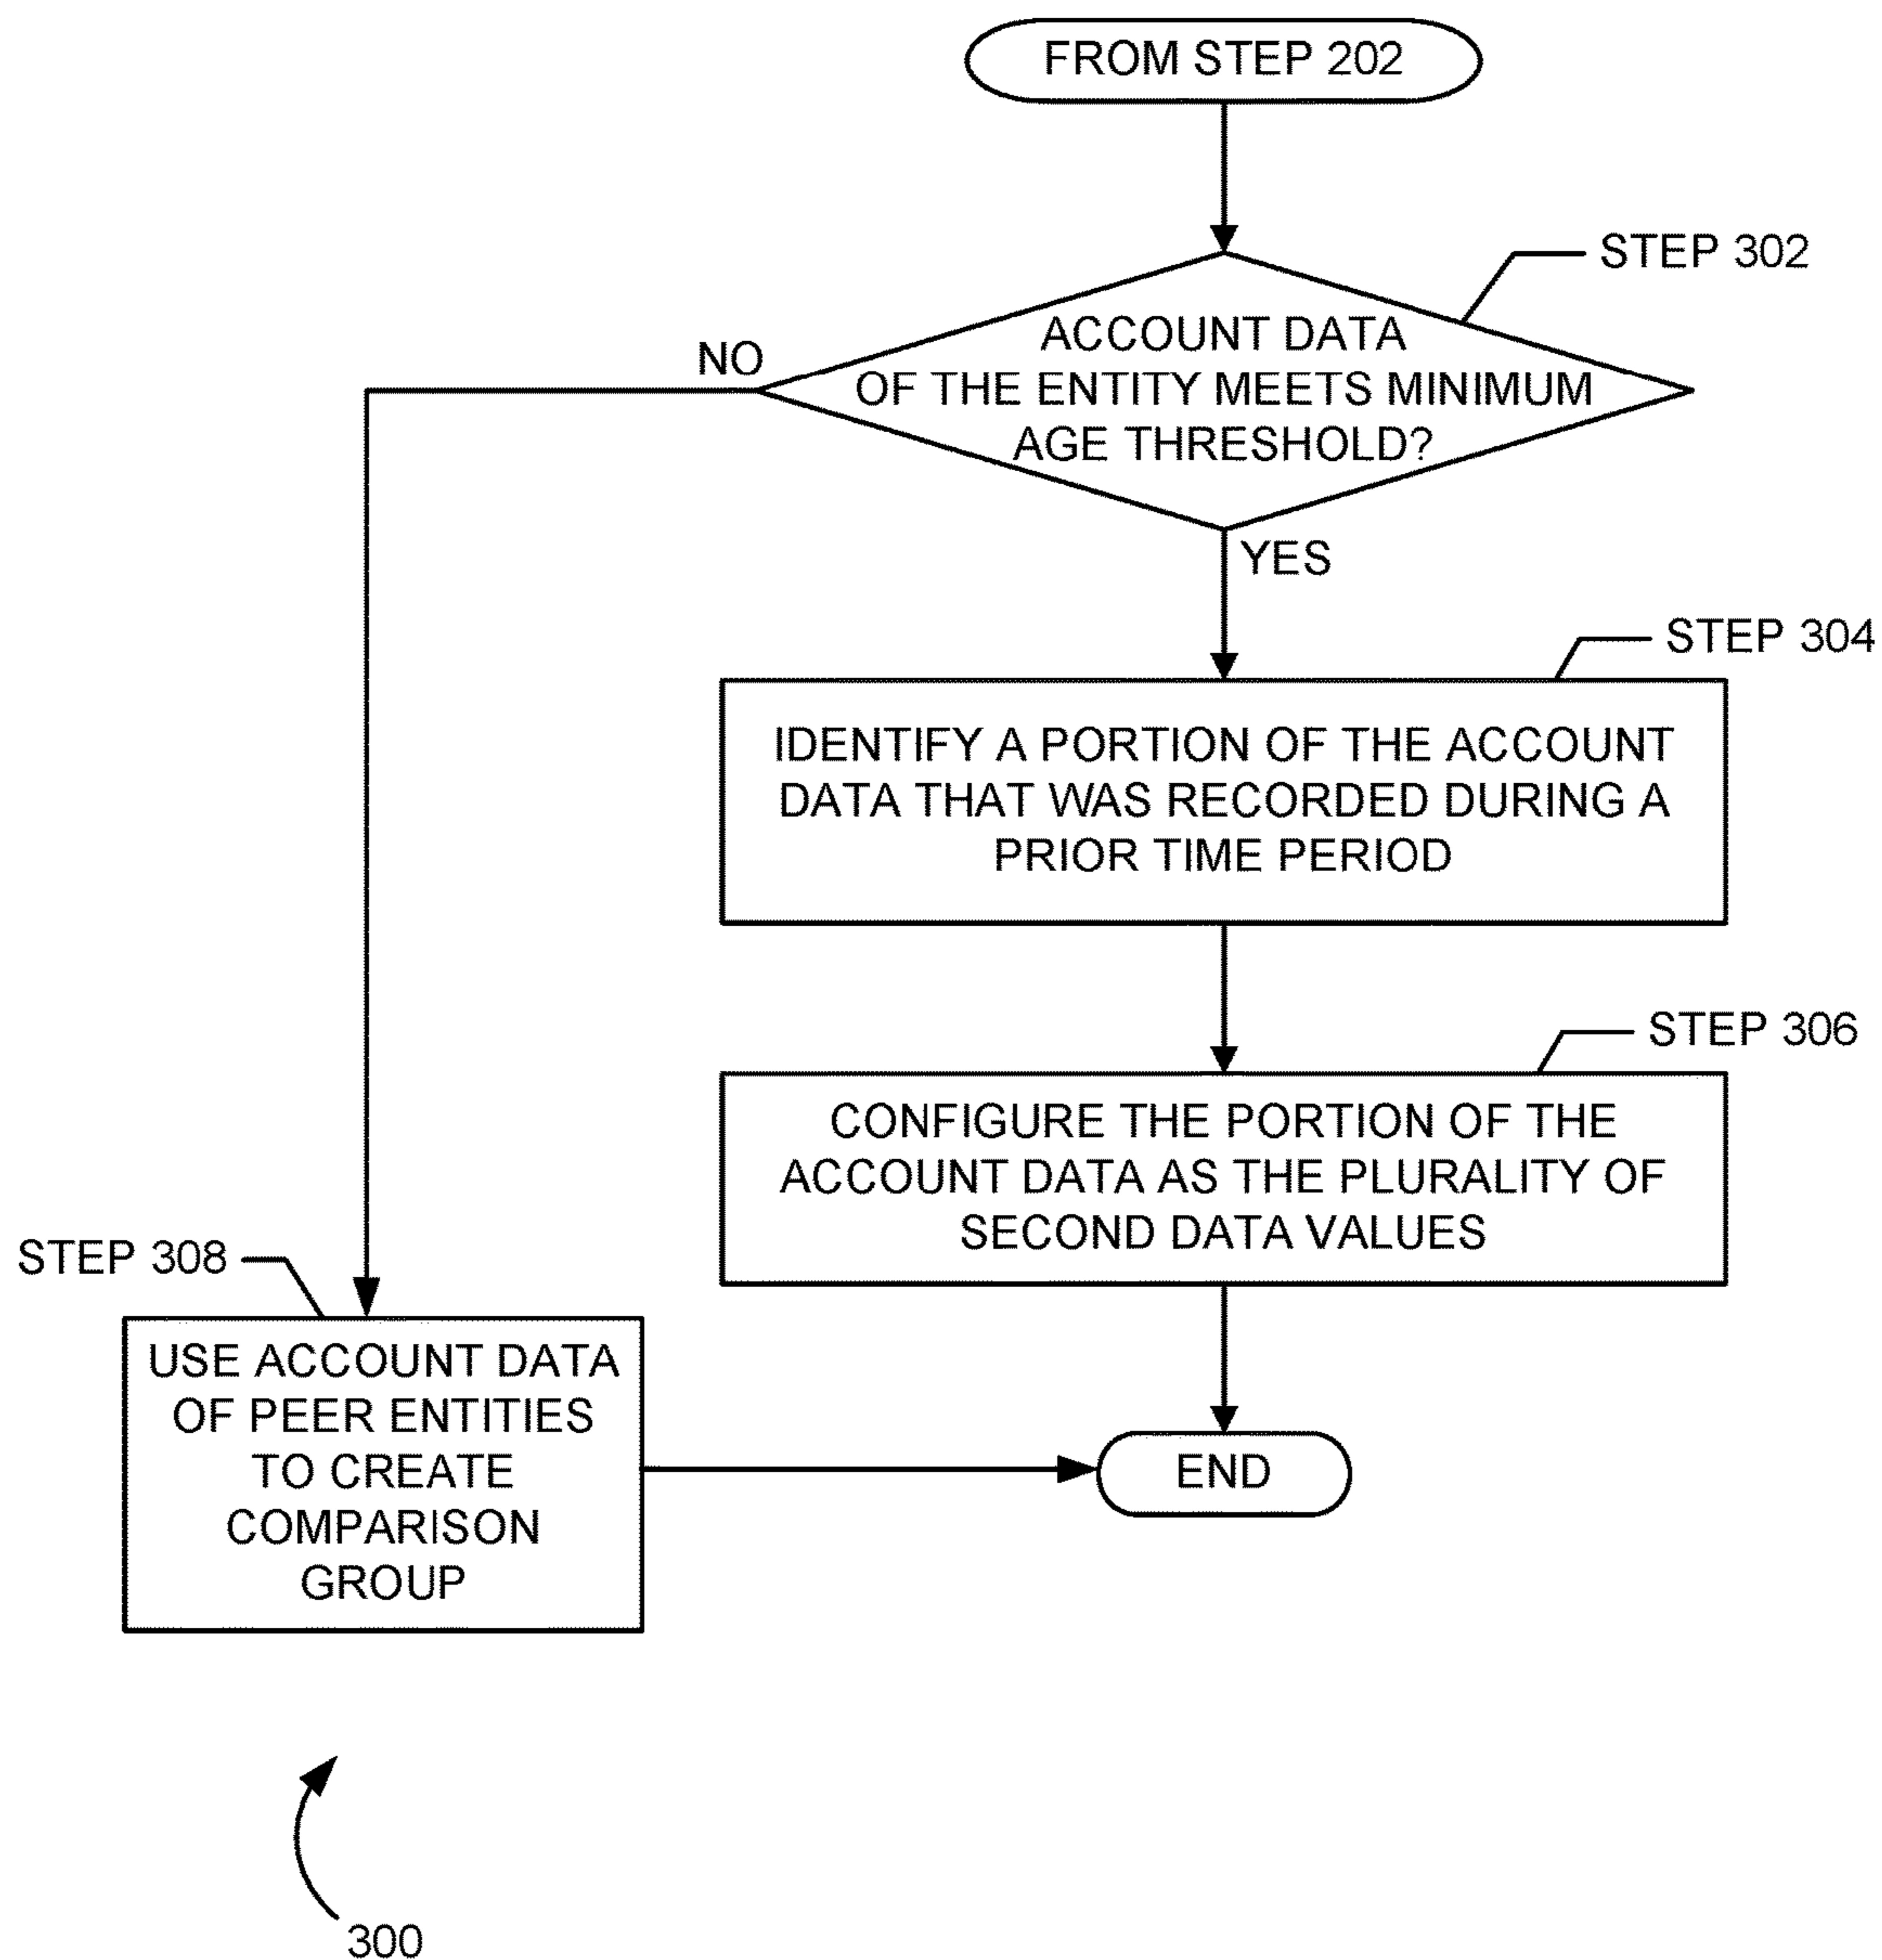 FROM STEP 202
STEP 302
ACCOUNT DATA
OF THE ENTITY MEETS MINIMUM
AGE THRESHOLD?
NO
YES
STEP 304
IDENTIFY A PORTION OF THE ACCOUNT
DATA THAT WAS RECORDED DURING A
PRIOR TIME PERIOD
STEP 306
CONFIGURE THE PORTION OF THE
ACCOUNT DATA AS THE PLURALITY OF
SECOND DATA VALUES
STEP 308
USE ACCOUNT DATA
OF PEER ENTITIES
TO CREATE
COMPARISON
GROUP
END
300